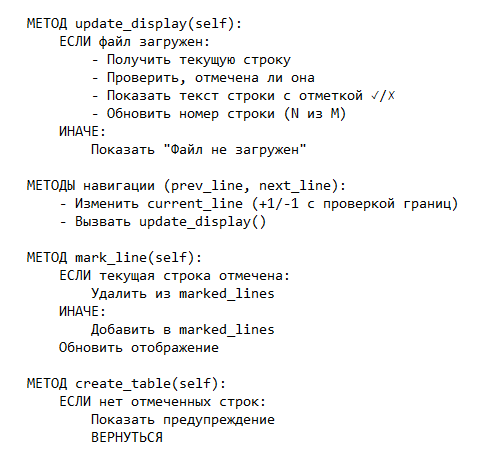 МЕТОД update_display(self):
    ЕСЛИ файл загружен:
        - Получить текущую строку
        - Проверить, отмечена ли она
        - Показать текст строки с отметкой ✓/✗
        - Обновить номер строки (N из M)
    ИНАЧЕ:
        Показать "Файл не загружен"

МЕТОДЫ навигации (prev_line, next_line):
    - Изменить current_line (+1/-1 с проверкой границ)
    - Вызвать update_display()

МЕТОД mark_line(self):
    ЕСЛИ текущая строка отмечена:
        Удалить из marked_lines
    ИНАЧЕ:
        Добавить в marked_lines
    Обновить отображение

МЕТОД create_table(self):
    ЕСЛИ нет отмеченных строк:
        Показать предупреждение
        ВЕРНУТЬСЯ